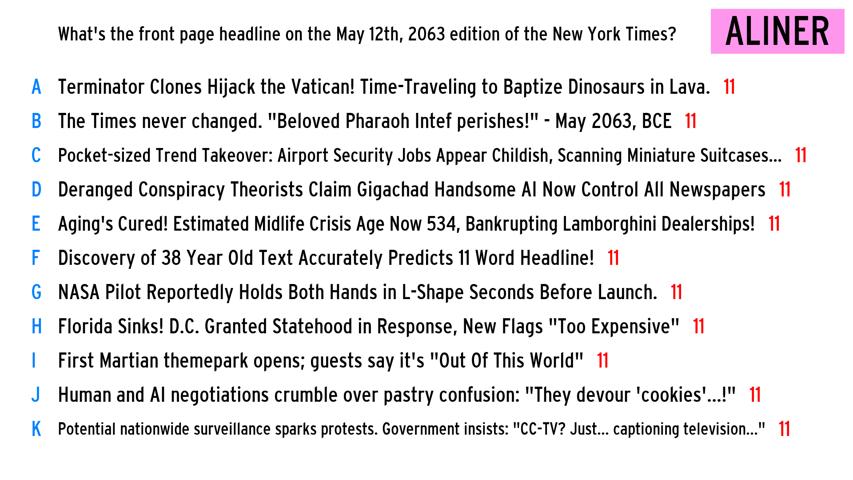 What's the front page headline on the May 12th, 2063 edition of the New York Times?
ALINER
A Terminator Clones Hijack the Vatican! Time-Traveling to Baptize Dinosaurs in Lava. 11
B The Times never changed. "Beloved Pharaoh Intef perishes!" - May 2063, BCE 11
C Pocket-sized Trend Takeover: Airport Security Jobs Appear Childish, Scanning Miniature Suitcases... 11
D Deranged Conspiracy Theorists Claim Gigachad Handsome AI Now Control All Newspapers 11
E Aging's Cured! Estimated Midlife Crisis Age Now 534, Bankrupting Lamborghini Dealerships! 11
F Discovery of 38 Year Old Text Accurately Predicts 11 Word Headline! 11
G NASA Pilot Reportedly Holds Both Hands in L-Shape Seconds Before Launch. 11
H Florida Sinks! D.C. Granted Statehood in Response, New Flags "Too Expensive" 11
I First Martian themepark opens; guests say it's "Out Of This World" 11
J Human and AI negotiations crumble over pastry confusion: "They devour 'cookies'...!" 11
K Potential nationwide surveillance sparks protests. Government insists: "CC-TV? Just... captioning television..." 11